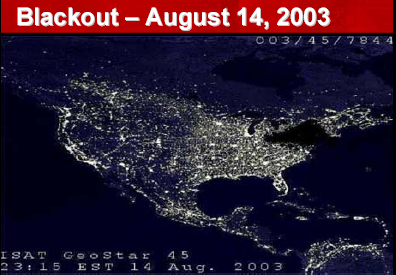 Blackout – August 14, 2003
003/45/7844
ISAT GeoStar 45
23:15 EST 14 Aug. 2003